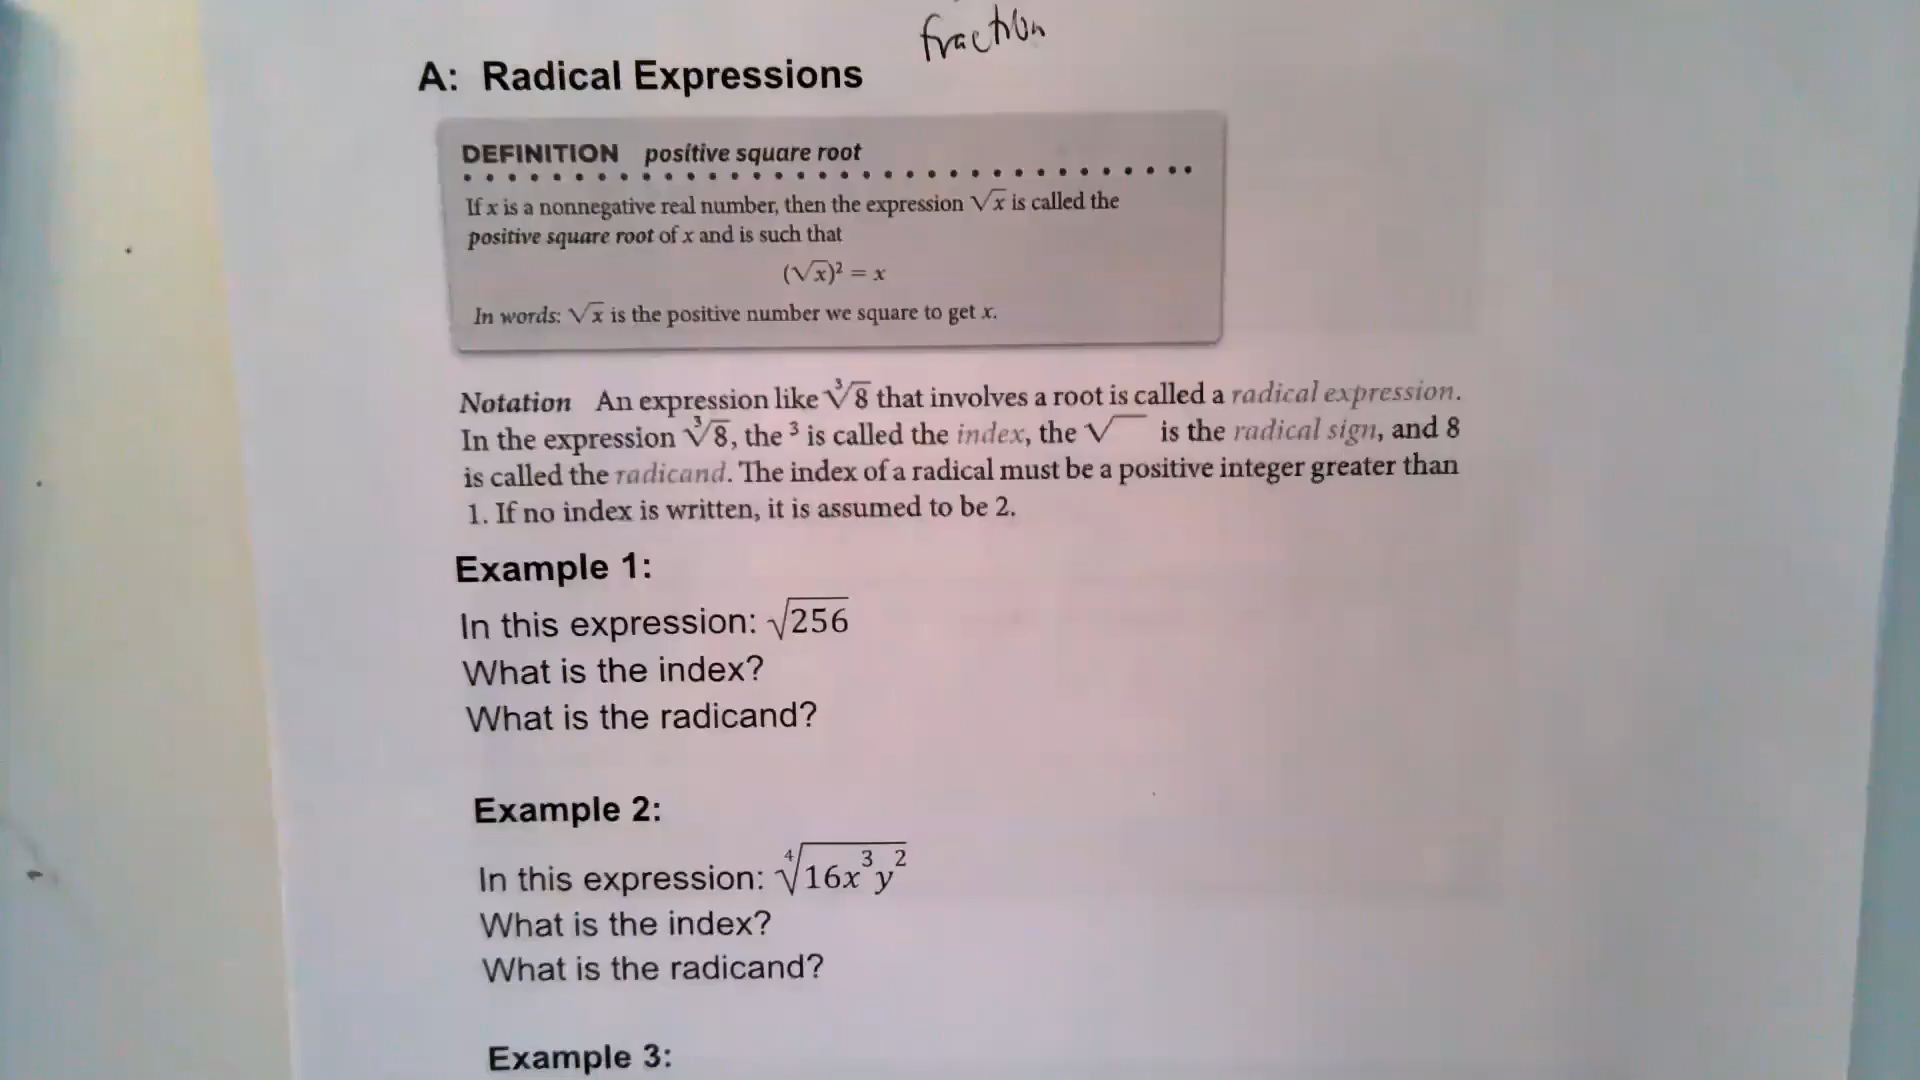 fraction
A: Radical Expressions
DEFINITION positive square root
If x is a nonnegative real number, then the expression √x is called the
positive square root of x and is such that
(√x)² = x
In words: √x is the positive number we square to get x.
Notation An expression like ³√8 that involves a root is called a radical expression.
In the expression ³√8, the ³ is called the index, the √ is the radical sign, and 8
is called the radicand. The index of a radical must be a positive integer greater than
1. If no index is written, it is assumed to be 2.
Example 1:
In this expression: √256
What is the index?
What is the radicand?
Example 2:
In this expression: ⁴√16x³y²
What is the index?
What is the radicand?
Example 3: